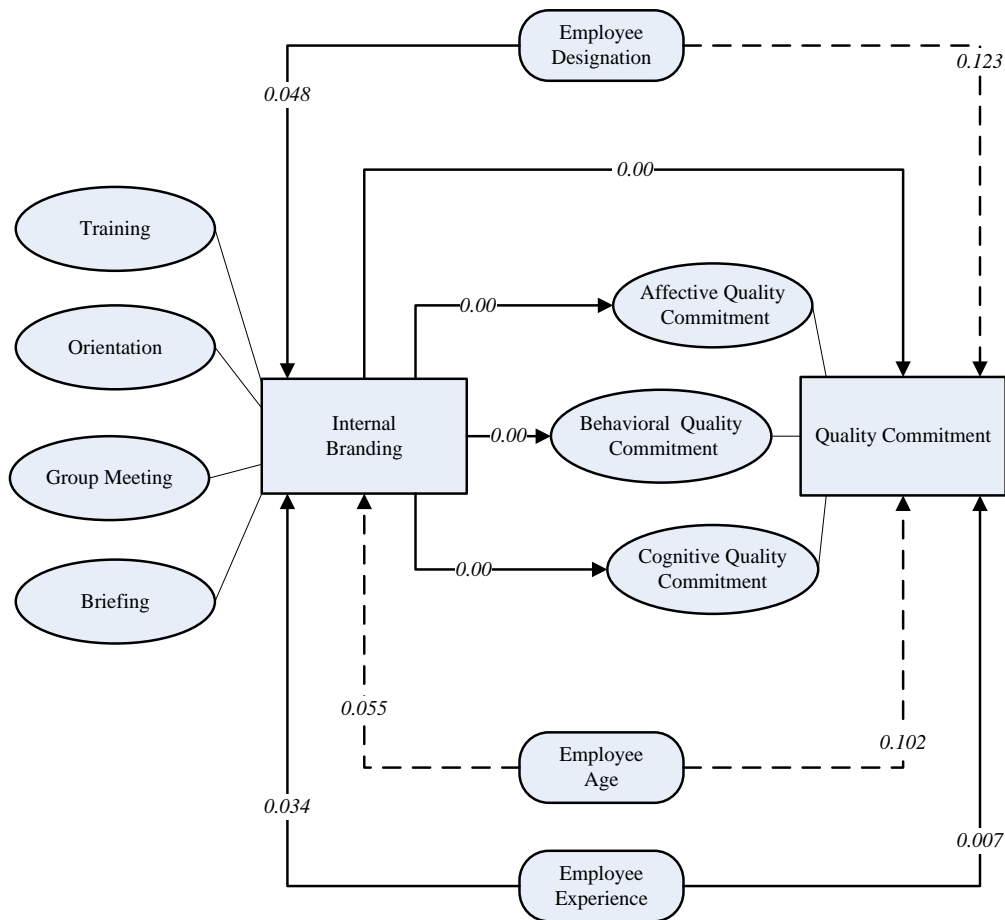 Employee
Designation
0.123
0.048
0.00
Training
Affective Quality
Commitment
0.00
Orientation
Internal
Branding
0.00
Behavioral  Quality
Commitment
Quality Commitment
Group Meeting
Cognitive Quality
Commitment
0.00
Briefing
0.055
Employee
Age
0.102
0.034
0.007
Employee
Experience